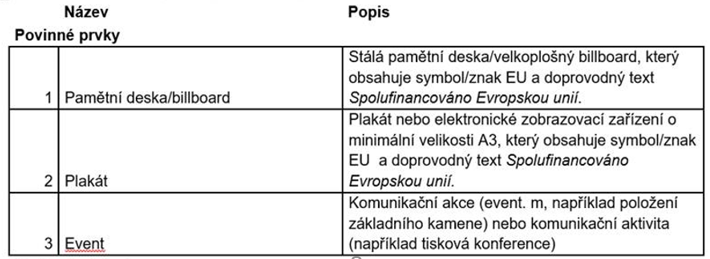 Název Popis
Povinné prvky
Stálá pamětní deska/velkoplošný billboard, který
obsahuje symbol/znak EU a doprovodný text
1 Pamětní deska/billboard Spolufinancováno Evropskou unií.
Plakát nebo elektronické zobrazovací zařízení o
minimální velikosti A3, který obsahuje symbol/znak
EU a doprovodný text Spolufinancováno
2 Plakát Evropskou unií.
Komunikační akce (event. m, například položení
základního kamene) nebo komunikační aktivita
3 Event (například tisková konference)